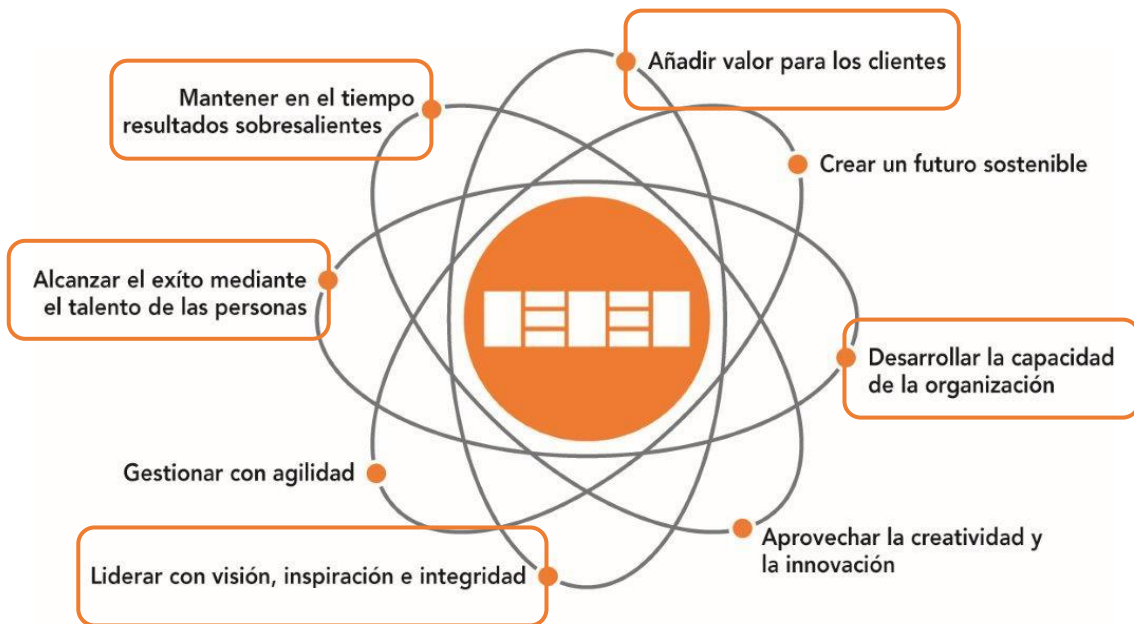 Añadir valor para los clientes
Mantener en el tiempo
resultados sobresalientes
Crear un futuro sostenible
Alcanzar el exíto mediante
el talento de las personas
Desarrollar la capacidad
de la organización
Gestionar con agilidad
Aprovechar la creatividad y
la innovación
Liderar con visión, inspiración e integridad